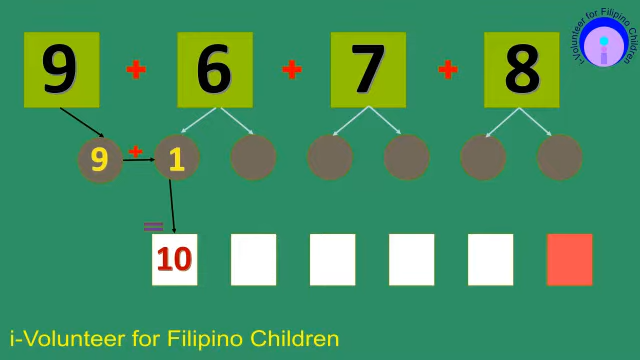 i-Volunteer for Filipino Children
9 + 6 + 7 + 8
9 + 1
=
10
i-Volunteer for Filipino Children